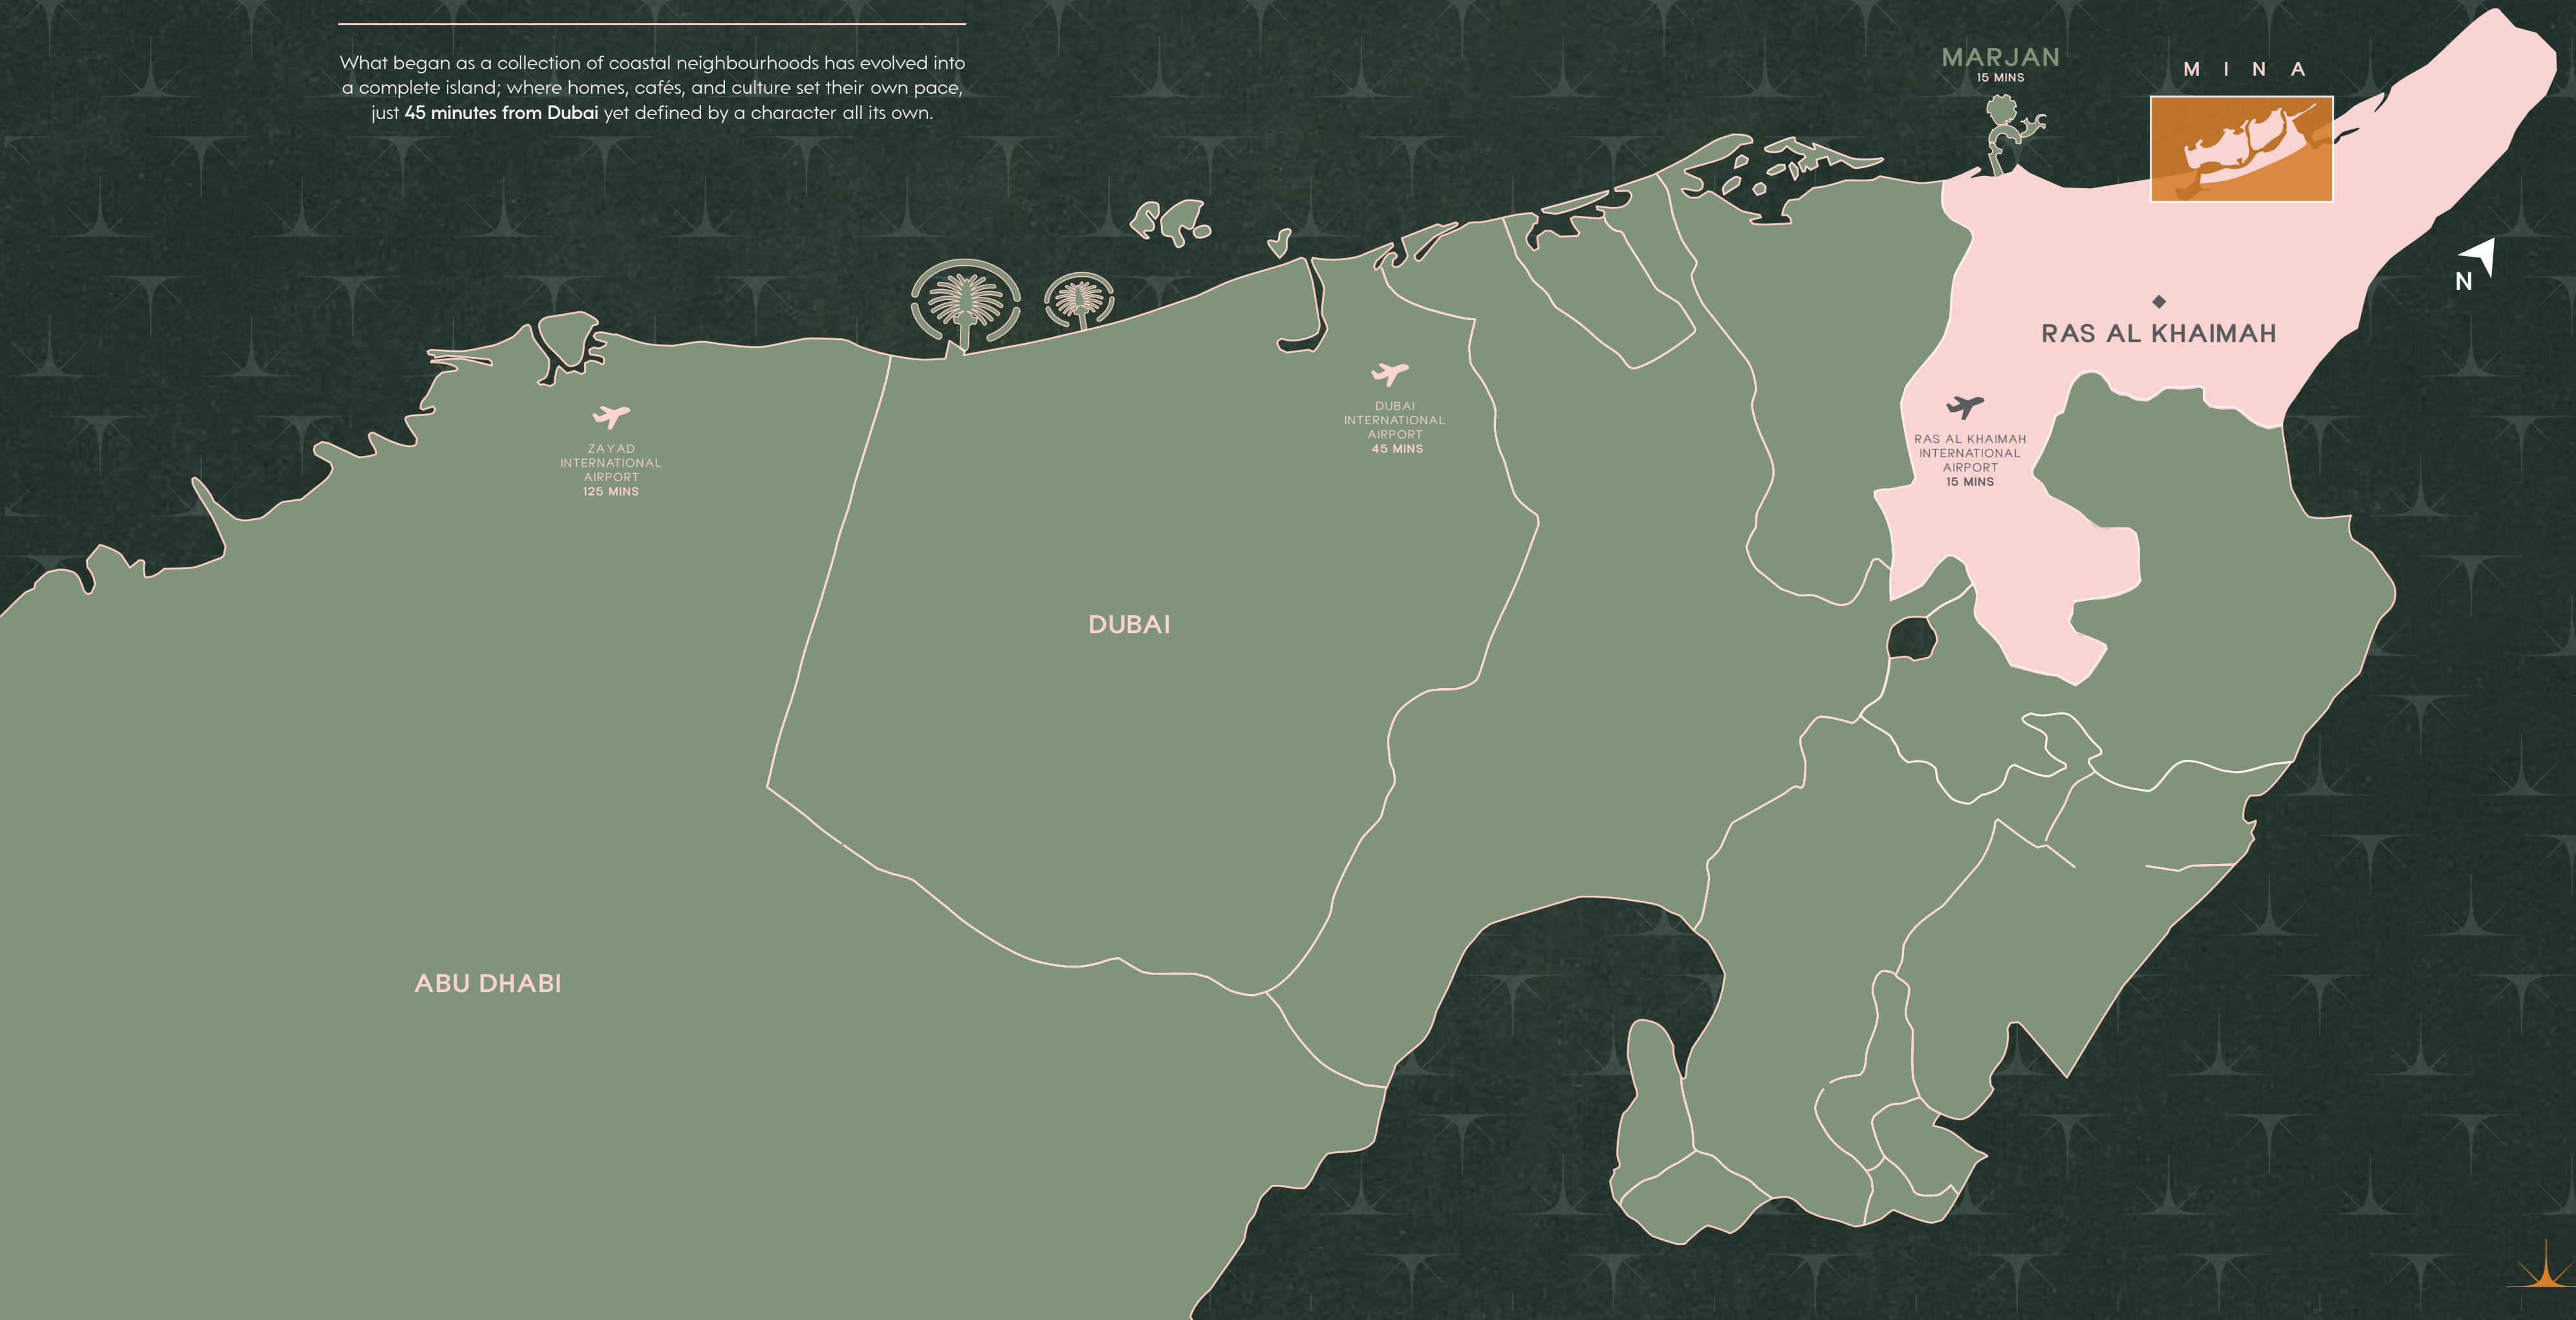 What began as a collection of coastal neighbourhoods has evolved into
a complete island; where homes, cafés, and culture set their own pace,
just 45 minutes from Dubai yet defined by a character all its own.
MARJAN
15 MINS
MINA
N
RAS AL KHAIMAH
DUBAI
INTERNATIONAL
AIRPORT
45 MINS
RAS AL KHAIMAH
INTERNATIONAL
AIRPORT
15 MINS
ZAYAD
INTERNATIONAL
AIRPORT
125 MINS
DUBAI
ABU DHABI